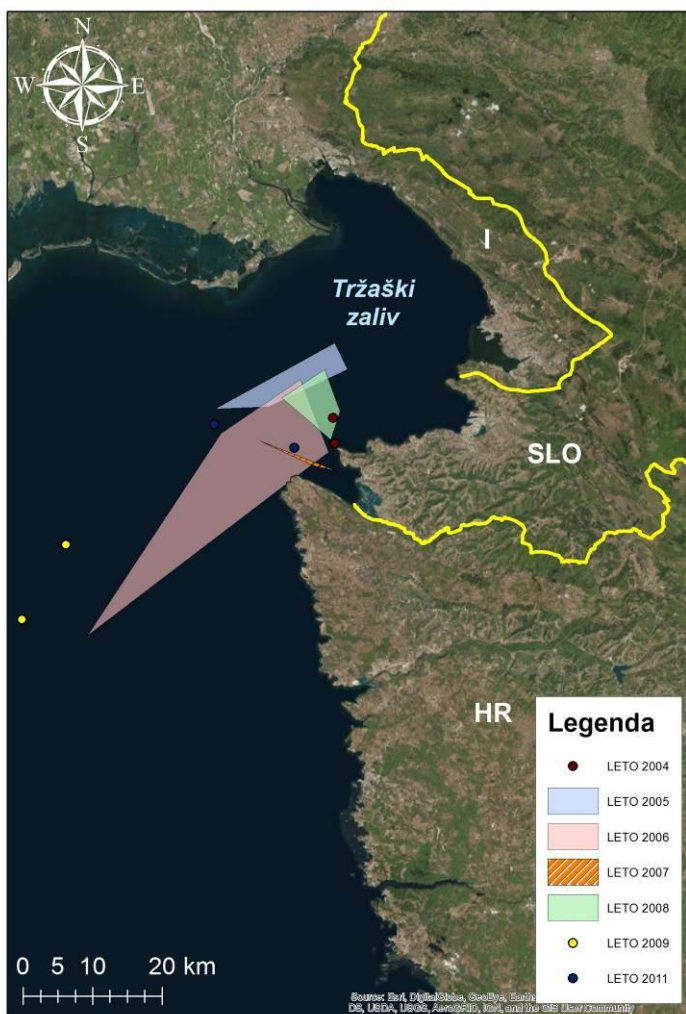 N
W E
S
I
Tržaški
zaliv
SLO
HR
Legenda
LETO 2004
LETO 2005
LETO 2006
LETO 2007
LETO 2008
LETO 2009
LETO 2011
0 5 10 20 km
Source: Esri, DigitalGlobe, GeoEye,
DS, USDA, USGS, AeroGRID, IGN, and the GIS User Community